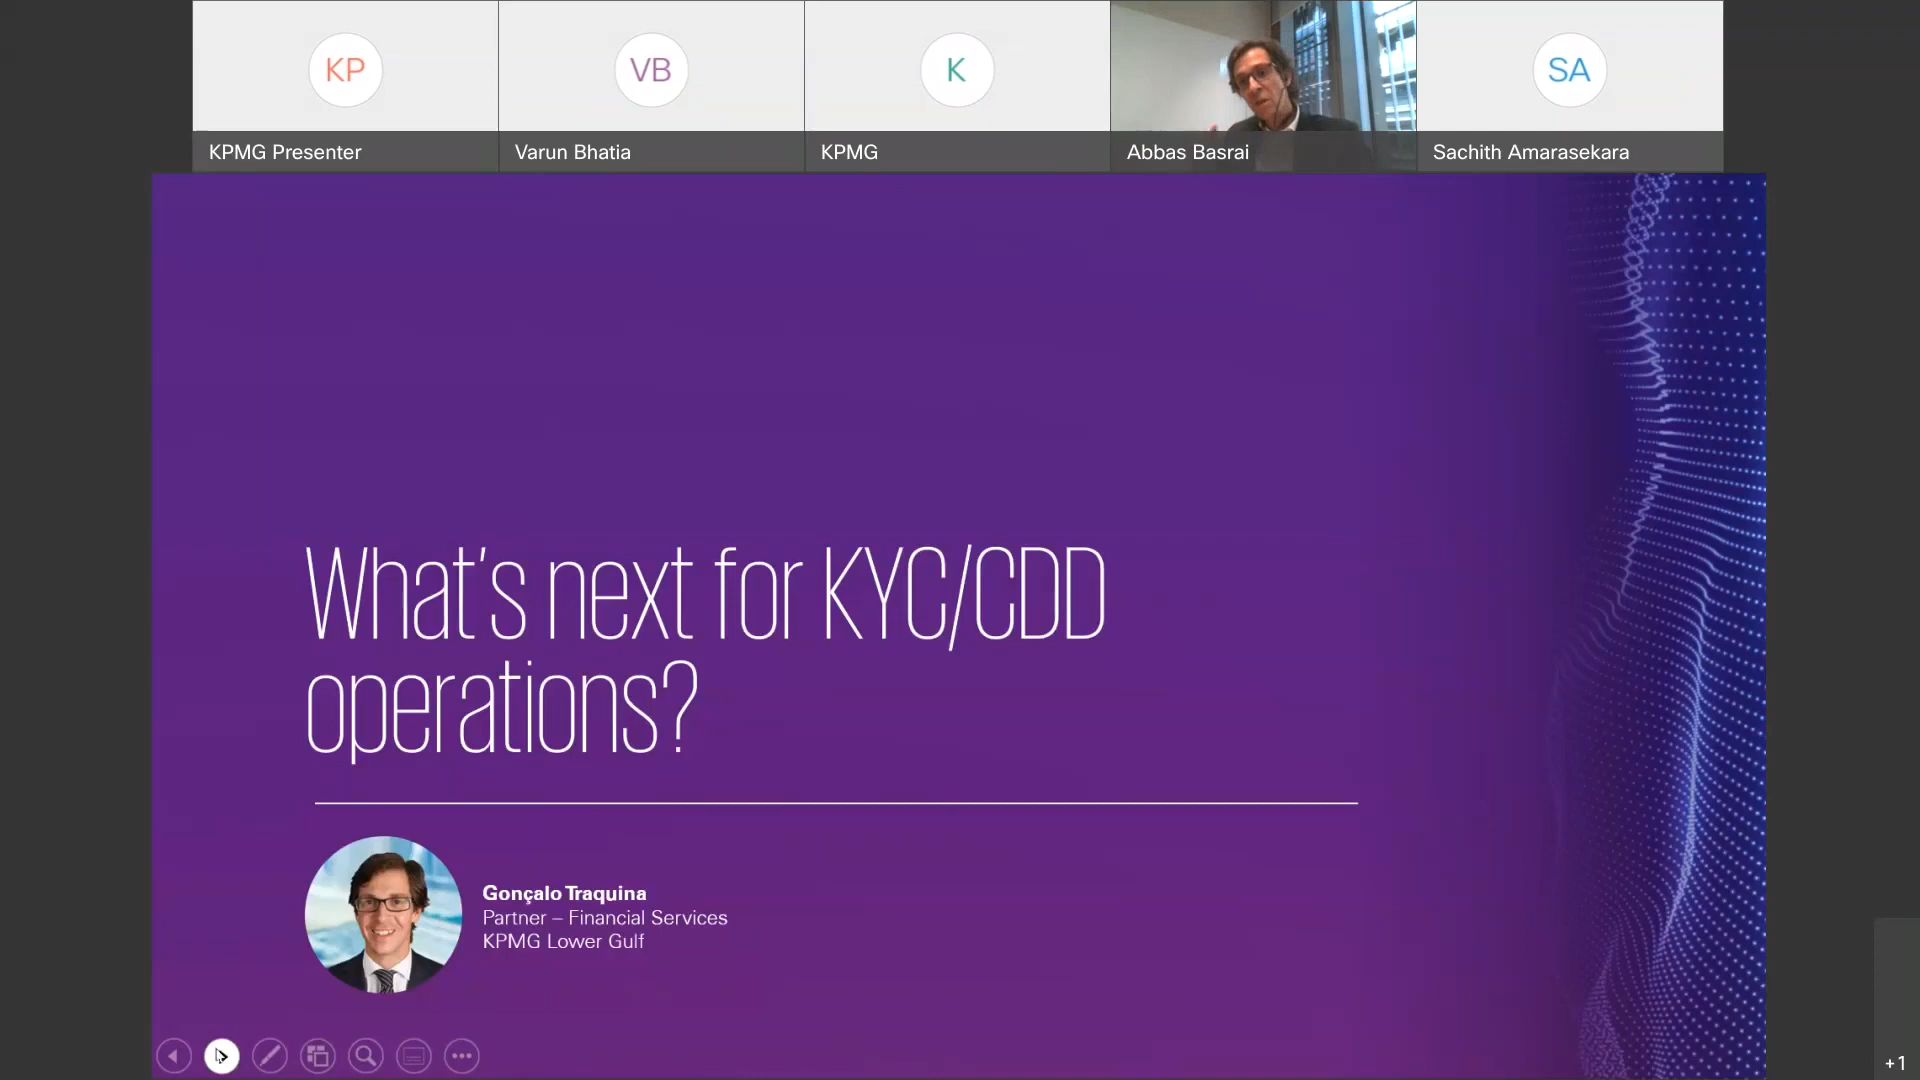 KP
VB
K
SA
KPMG Presenter
Varun Bhatia
KPMG
Abbas Basrai
Sachith Amarasekara
What's next for KYC/CDD
operations?
Gonçalo Traquina
Partner – Financial Services
KPMG Lower Gulf
+1